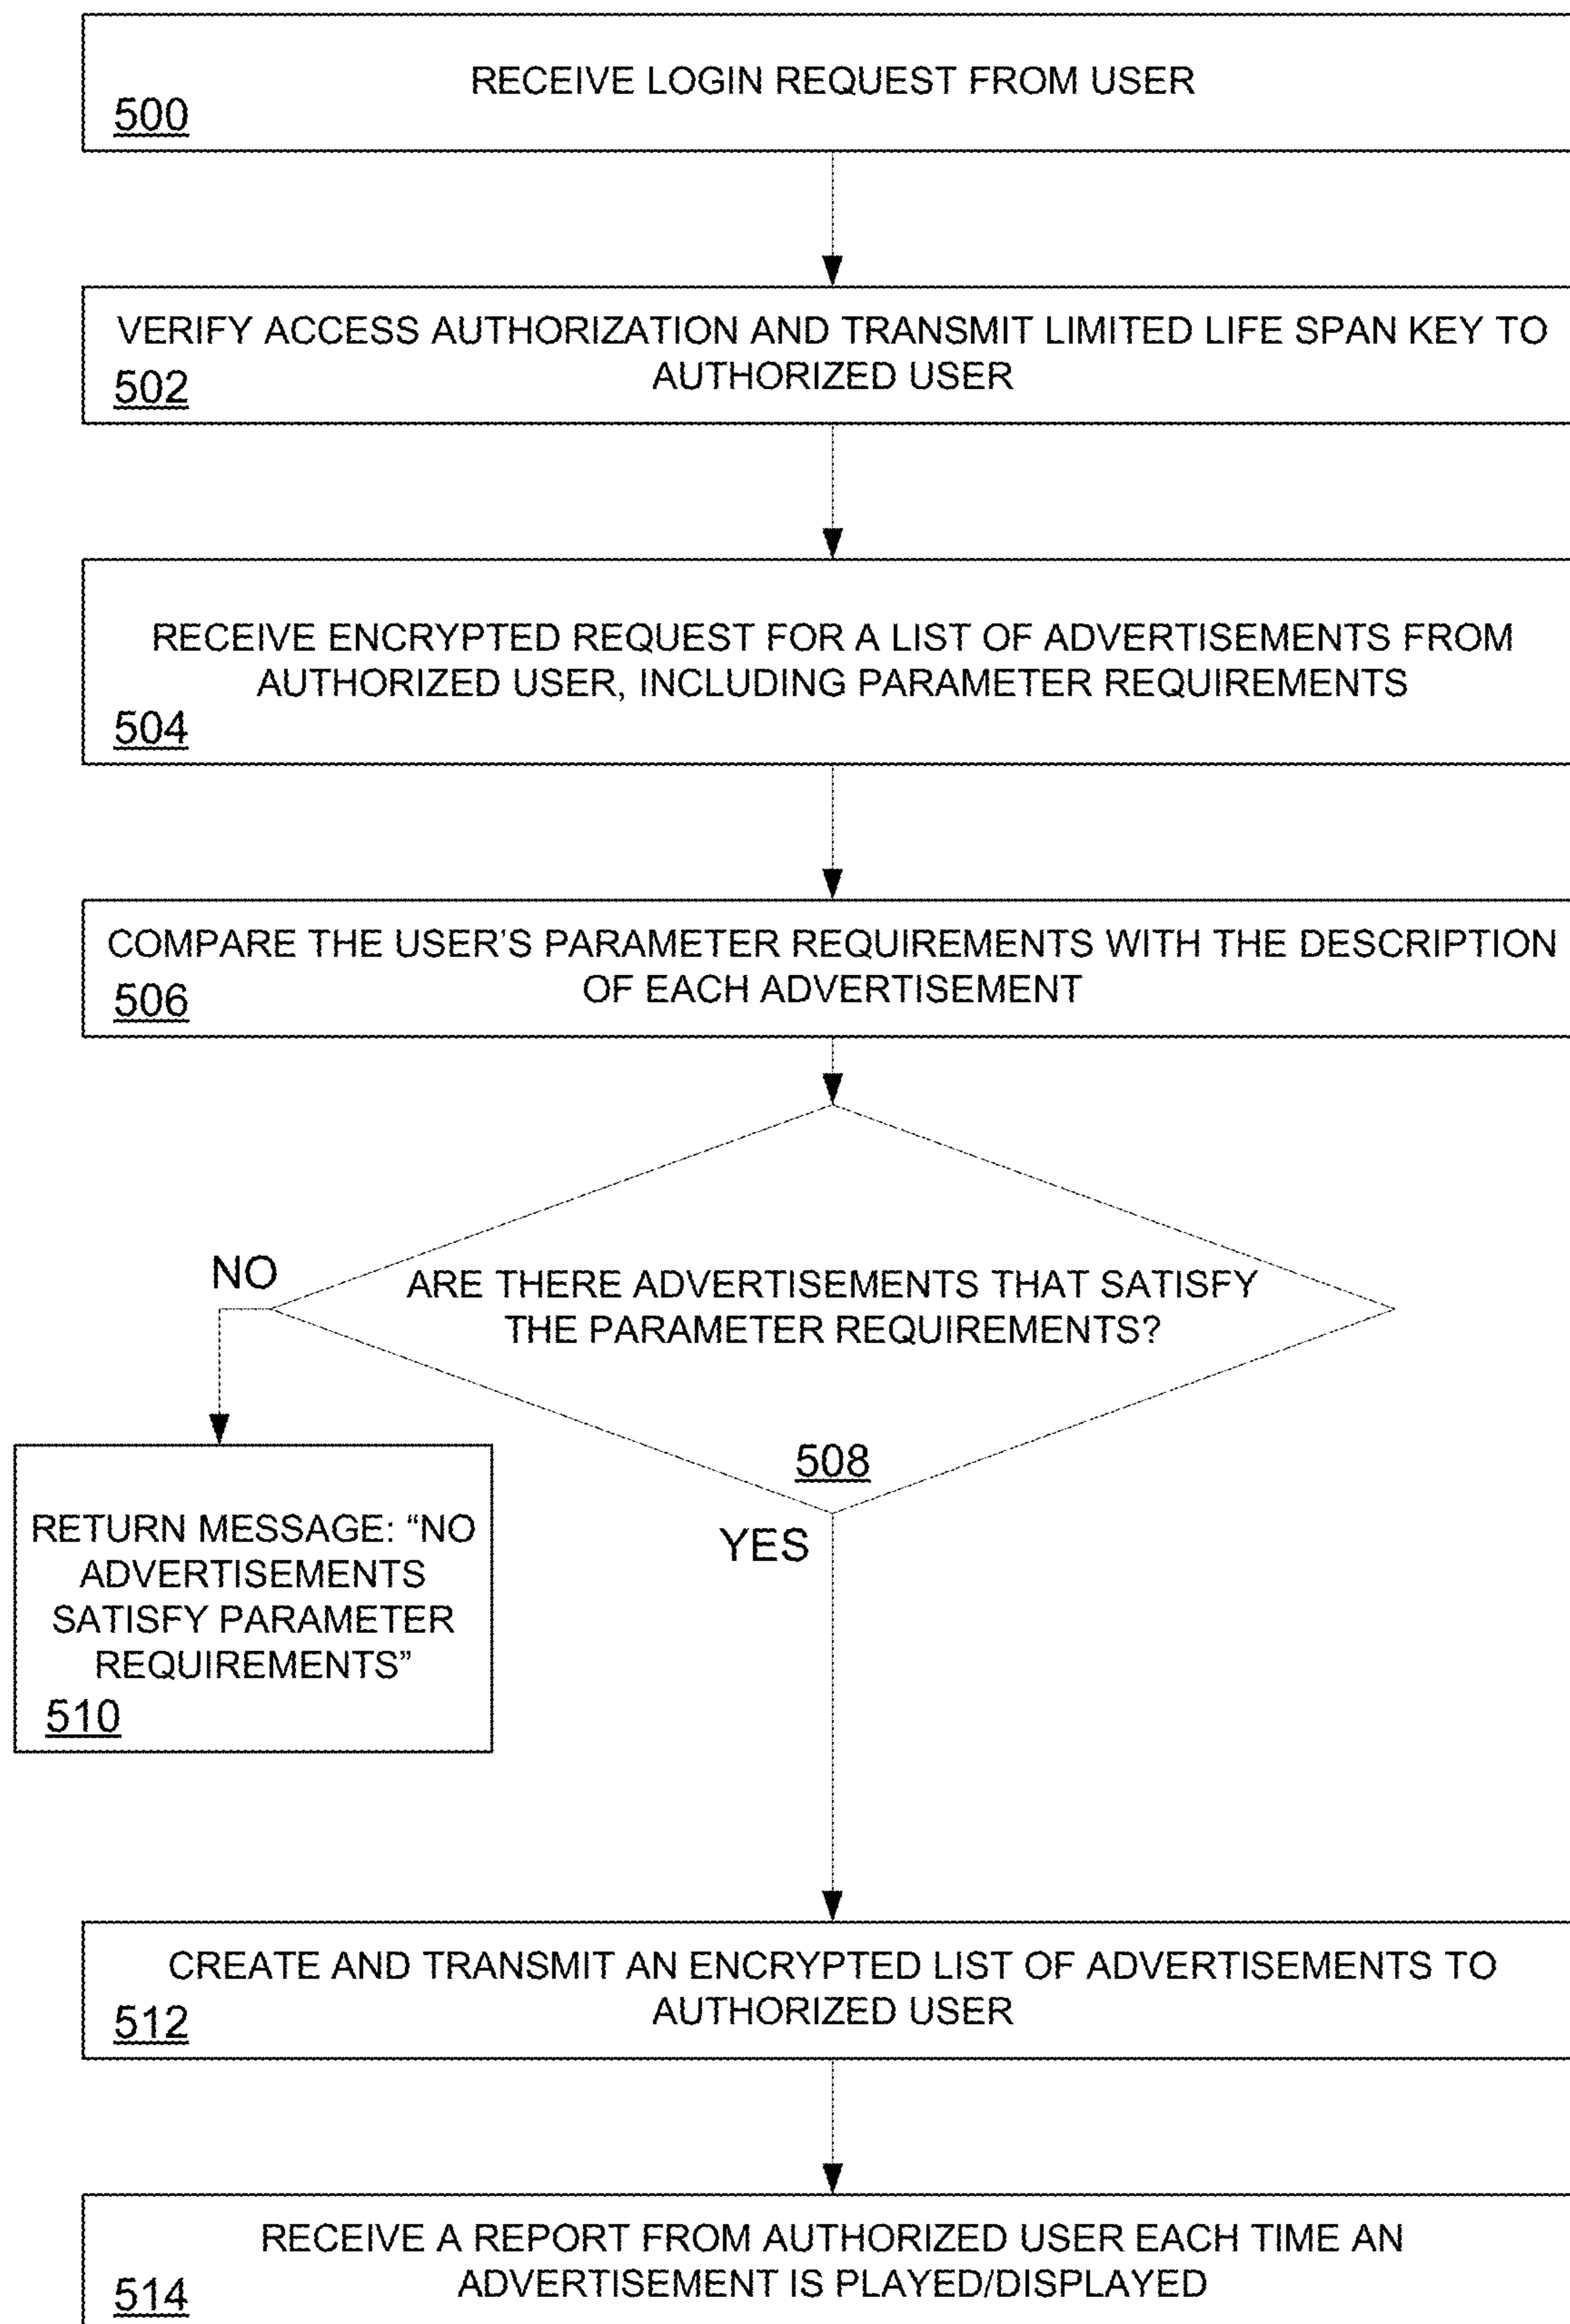 RECEIVE LOGIN REQUEST FROM USER
500
VERIFY ACCESS AUTHORIZATION AND TRANSMIT LIMITED LIFE SPAN KEY TO
AUTHORIZED USER
502
RECEIVE ENCRYPTED REQUEST FOR A LIST OF ADVERTISEMENTS FROM
AUTHORIZED USER, INCLUDING PARAMETER REQUIREMENTS
504
COMPARE THE USER’S PARAMETER REQUIREMENTS WITH THE DESCRIPTION
OF EACH ADVERTISEMENT
506
NO
ARE THERE ADVERTISEMENTS THAT SATISFY
THE PARAMETER REQUIREMENTS?
508
YES
RETURN MESSAGE: “NO
ADVERTISEMENTS
SATISFY PARAMETER
REQUIREMENTS”
510
CREATE AND TRANSMIT AN ENCRYPTED LIST OF ADVERTISEMENTS TO
AUTHORIZED USER
512
RECEIVE A REPORT FROM AUTHORIZED USER EACH TIME AN
ADVERTISEMENT IS PLAYED/DISPLAYED
514